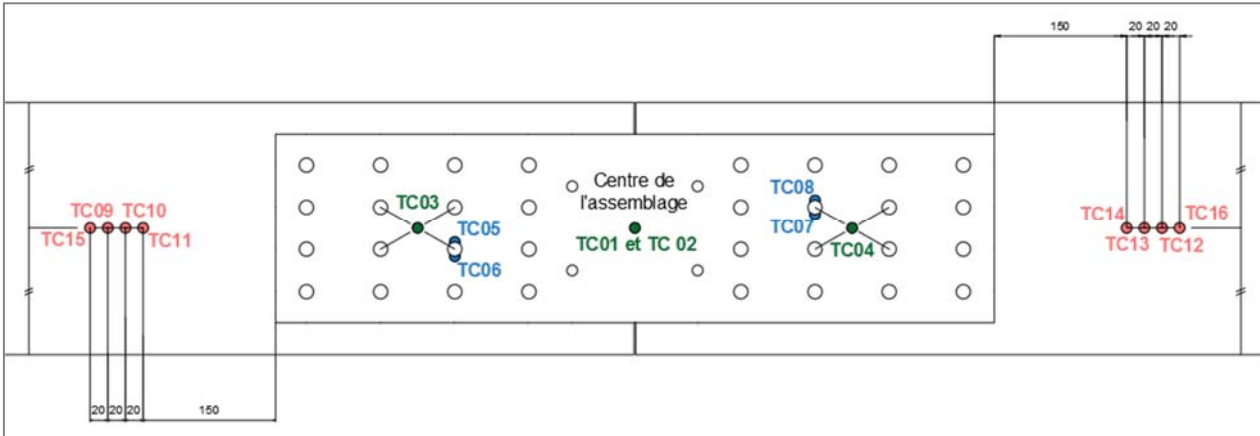 150
20
20
20
Centre de
l'assemblage
TC01 et TC 02
TC03
TC05
TC06
TC08
TC07
TC04
TC09
TC10
TC15
TC11
TC14
TC16
TC13
TC12
20
20
20
150